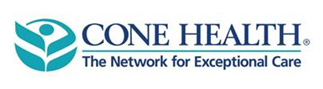 CONE HEALTH®
The Network for Exceptional Care